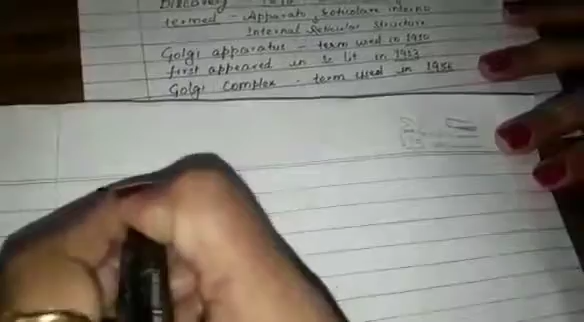 Discovery
termed - Apparato Reticolare interno
Internal Reticular Structure
Golgi apparatus - term used in 1910
first appeared in lit in 1913
Golgi Complex - term used in 1956